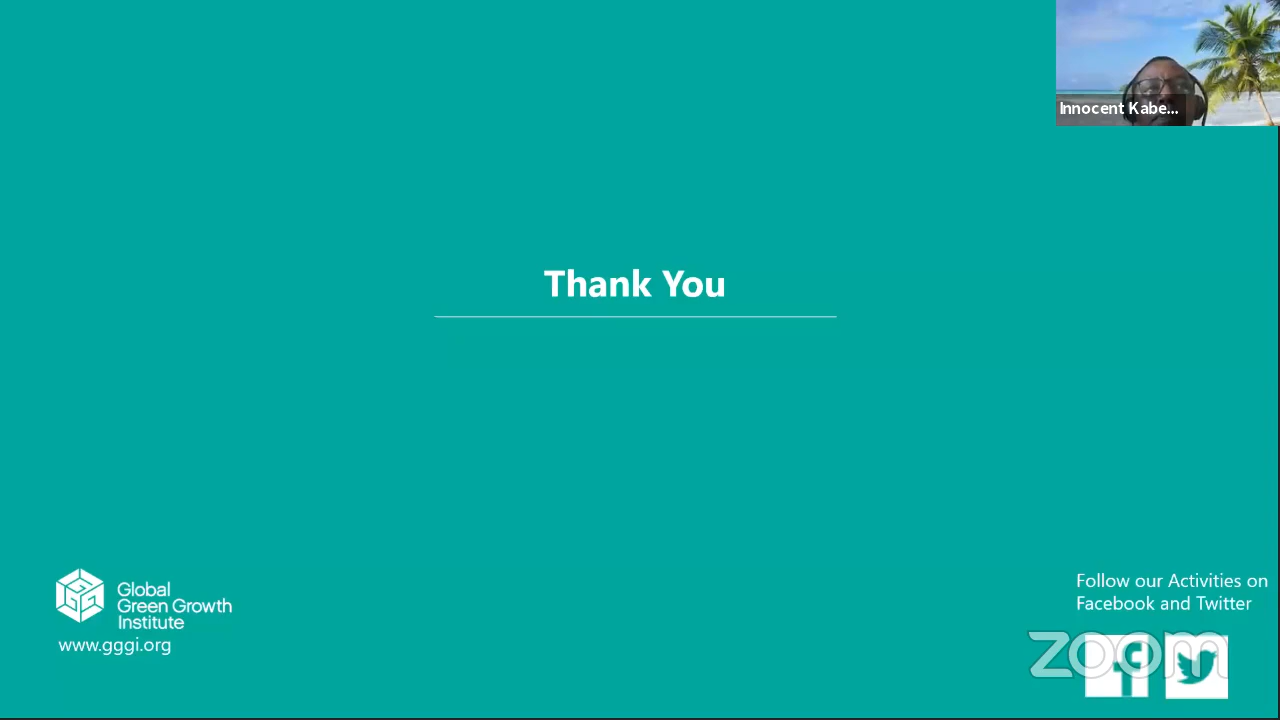 Innocent Kabe...
Thank You
Global
Green Growth
Institute
www.gggi.org
Follow our Activities on
Facebook and Twitter
zoom